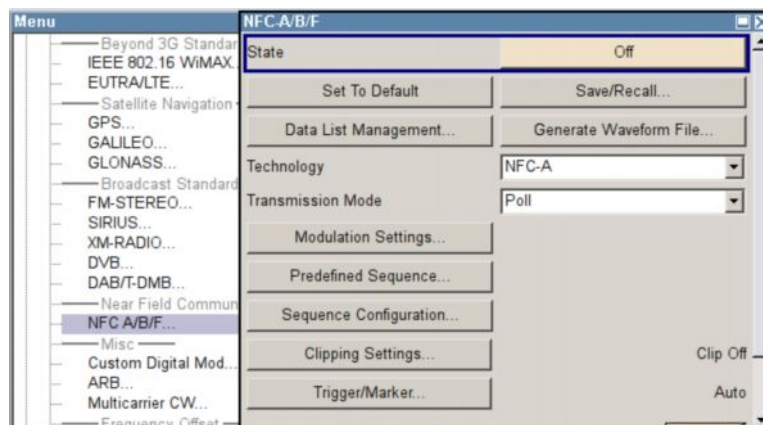 Menu
Beyond 3G Standar
IEEE 802.16 WiMAX.
EUTRA/LTE...
Satellite Navigation
GPS...
GALILEO...
GLONASS...
Broadcast Standard
FM-STEREO...
SIRIUS...
XM-RADIO...
DVB...
DAB/T-DMB...
Near Field Commun
NFC A/B/F...
Misc
Custom Digital Mod...
ARB...
Multicarrier CW...
Frequency Offset
NFC-A/B/F
State Off
Set To Default Save/Recall...
Data List Management... Generate Waveform File...
Technology NFC-A
Transmission Mode Poll
Modulation Settings...
Predefined Sequence...
Sequence Configuration...
Clipping Settings... Clip Off
Trigger/Marker... Auto